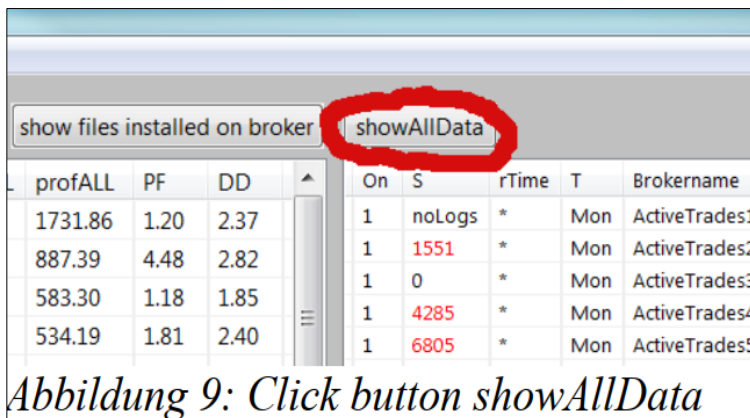 show files installed on broker showAllData
profALL PF DD On S rTime T Brokername
1731.86 1.20 2.37 1 noLogs * Mon ActiveTrades1
887.39 4.48 2.82 1 1551 * Mon ActiveTrades2
583.30 1.18 1.85 1 0 * Mon ActiveTrades3
534.19 1.81 2.40 1 4285 * Mon ActiveTrades4
1 6805 * Mon ActiveTrades5
Abbildung 9: Click button showAllData